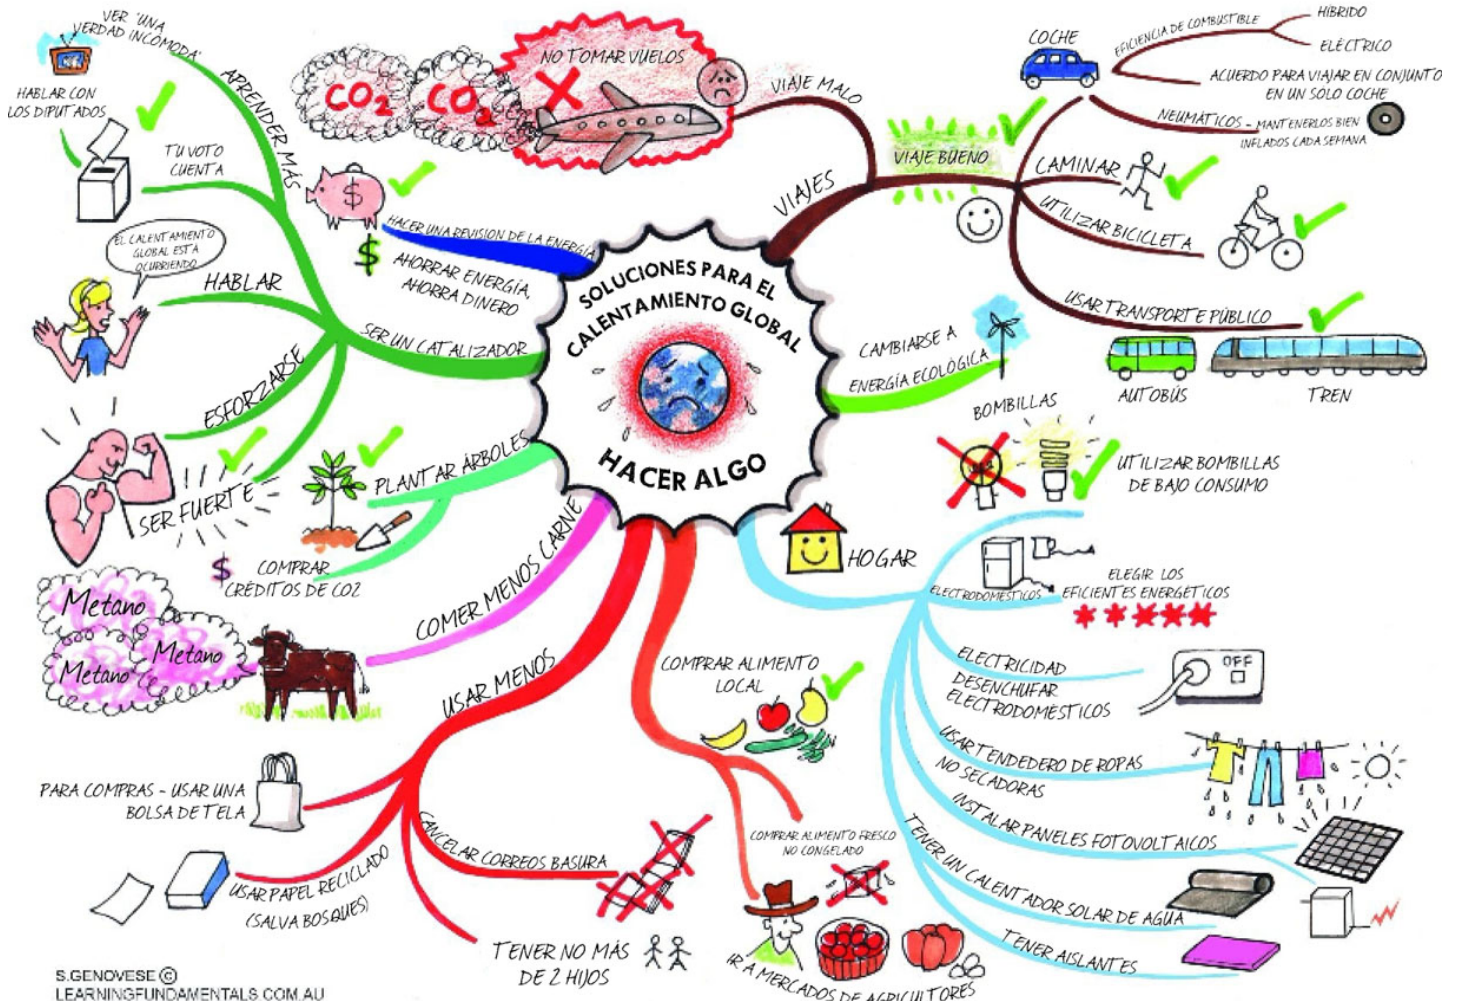 SOLUCIONES PARA EL
CALENTAMIENTO GLOBAL
HACER ALGO
VIAJES
VIAJE MALO
NO TOMAR VUELOS
CO2
CO2
VIAJE BUENO
COCHE
EFICIENCIA DE COMBUSTIBLE
HÍBRIDO
ELÉCTRICO
ACUERDO PARA VIAJAR EN CONJUNTO
EN UN SÓLO COCHE
NEUMÁTICOS - MANTENERLOS BIEN
INFLADOS CADA SEMANA
CAMINAR
UTILIZAR BICICLETA
USAR TRANSPORTE PÚBLICO
AUTOBÚS
TREN
CAMBIARSE A
ENERGÍA ECOLÒGICA
HOGAR
BOMBILLAS
UTILIZAR BOMBILLAS
DE BAJO CONSUMO
ELECTRODOMÉSTICOS
ELEGIR LOS
EFICIENTES ENERGÉTICOS
ELECTRICIDAD
DESENCHUFAR
ELECTRODOMÉSTICOS
OFF
USAR TENDEDERO DE ROPAS
NO SECADORAS
INSTALAR PANELES FOTOVOLTAICOS
TENER UN CALENTADOR SOLAR DE AGUA
TENER AISLANTES
COMPRAR ALIMENTO
LOCAL
COMPRAR ALIMENTO FRESCO
NO CONGELADO
IR A MERCADOS DE AGRICULTORES
USAR MENOS
PARA COMPRAS - USAR UNA
BOLSA DE TELA
USAR PAPEL RECICLADO
(SALVA BOSQUES)
CANCELAR CORREOS BASURA
TENER NO MÁS
DE 2 HIJOS
COMER MENOS CARNE
Metano
Metano
Metano
PLANTAR ÁRBOLES
$ COMPRAR
CRÉDITOS DE CO2
SER UN CATALIZADOR
APRENDER MÁS
VER "UNA
VERDAD INCÓMODA"
HABLAR CON
LOS DIPUTADOS
TU VOTO
CUENTA
HABLAR
EL CALENTAMIENTO
GLOBAL ESTÁ
OCURRIENDO
ESFORZARSE
SER FUERTE
HACER UNA REVISION DE LA ENERGÍA
$
$ AHORRAR ENERGÍA,
AHORRA DINERO
S.GENOVESE ©
LEARNINGFUNDAMENTALS.COM.AU